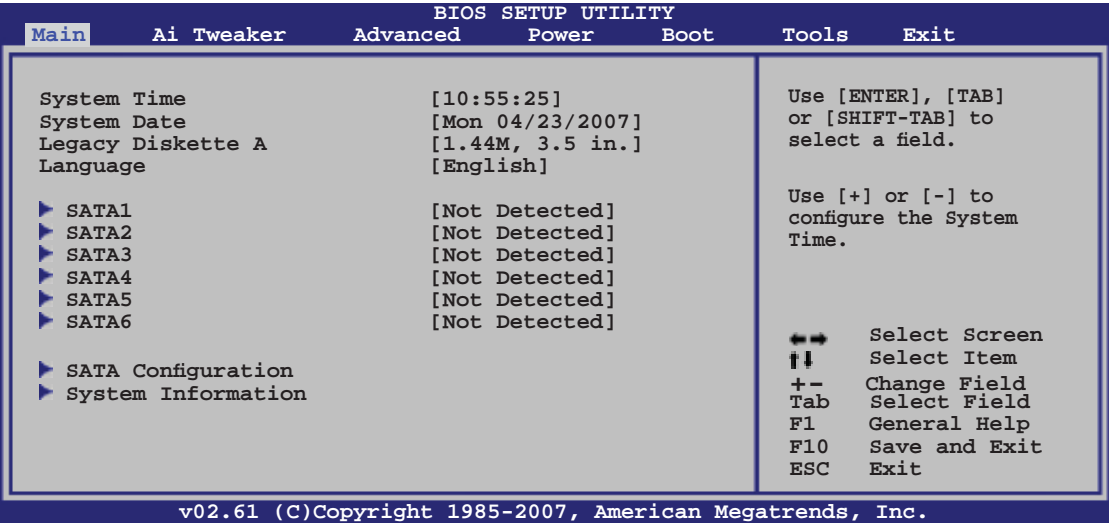 BIOS SETUP UTILITY
Main Ai Tweaker Advanced Power Boot Tools Exit
System Time [10:55:25]
System Date [Mon 04/23/2007]
Legacy Diskette A [1.44M, 3.5 in.]
Language [English]
SATA1 [Not Detected]
SATA2 [Not Detected]
SATA3 [Not Detected]
SATA4 [Not Detected]
SATA5 [Not Detected]
SATA6 [Not Detected]
SATA Configuration
System Information
Use [ENTER], [TAB]
or [SHIFT-TAB] to
select a field.
Use [+] or [-] to
configure the System
Time.
←→ Select Screen
↑↓ Select Item
+- Change Field
Tab Select Field
F1 General Help
F10 Save and Exit
ESC Exit
v02.61 (C)Copyright 1985-2007, American Megatrends, Inc.